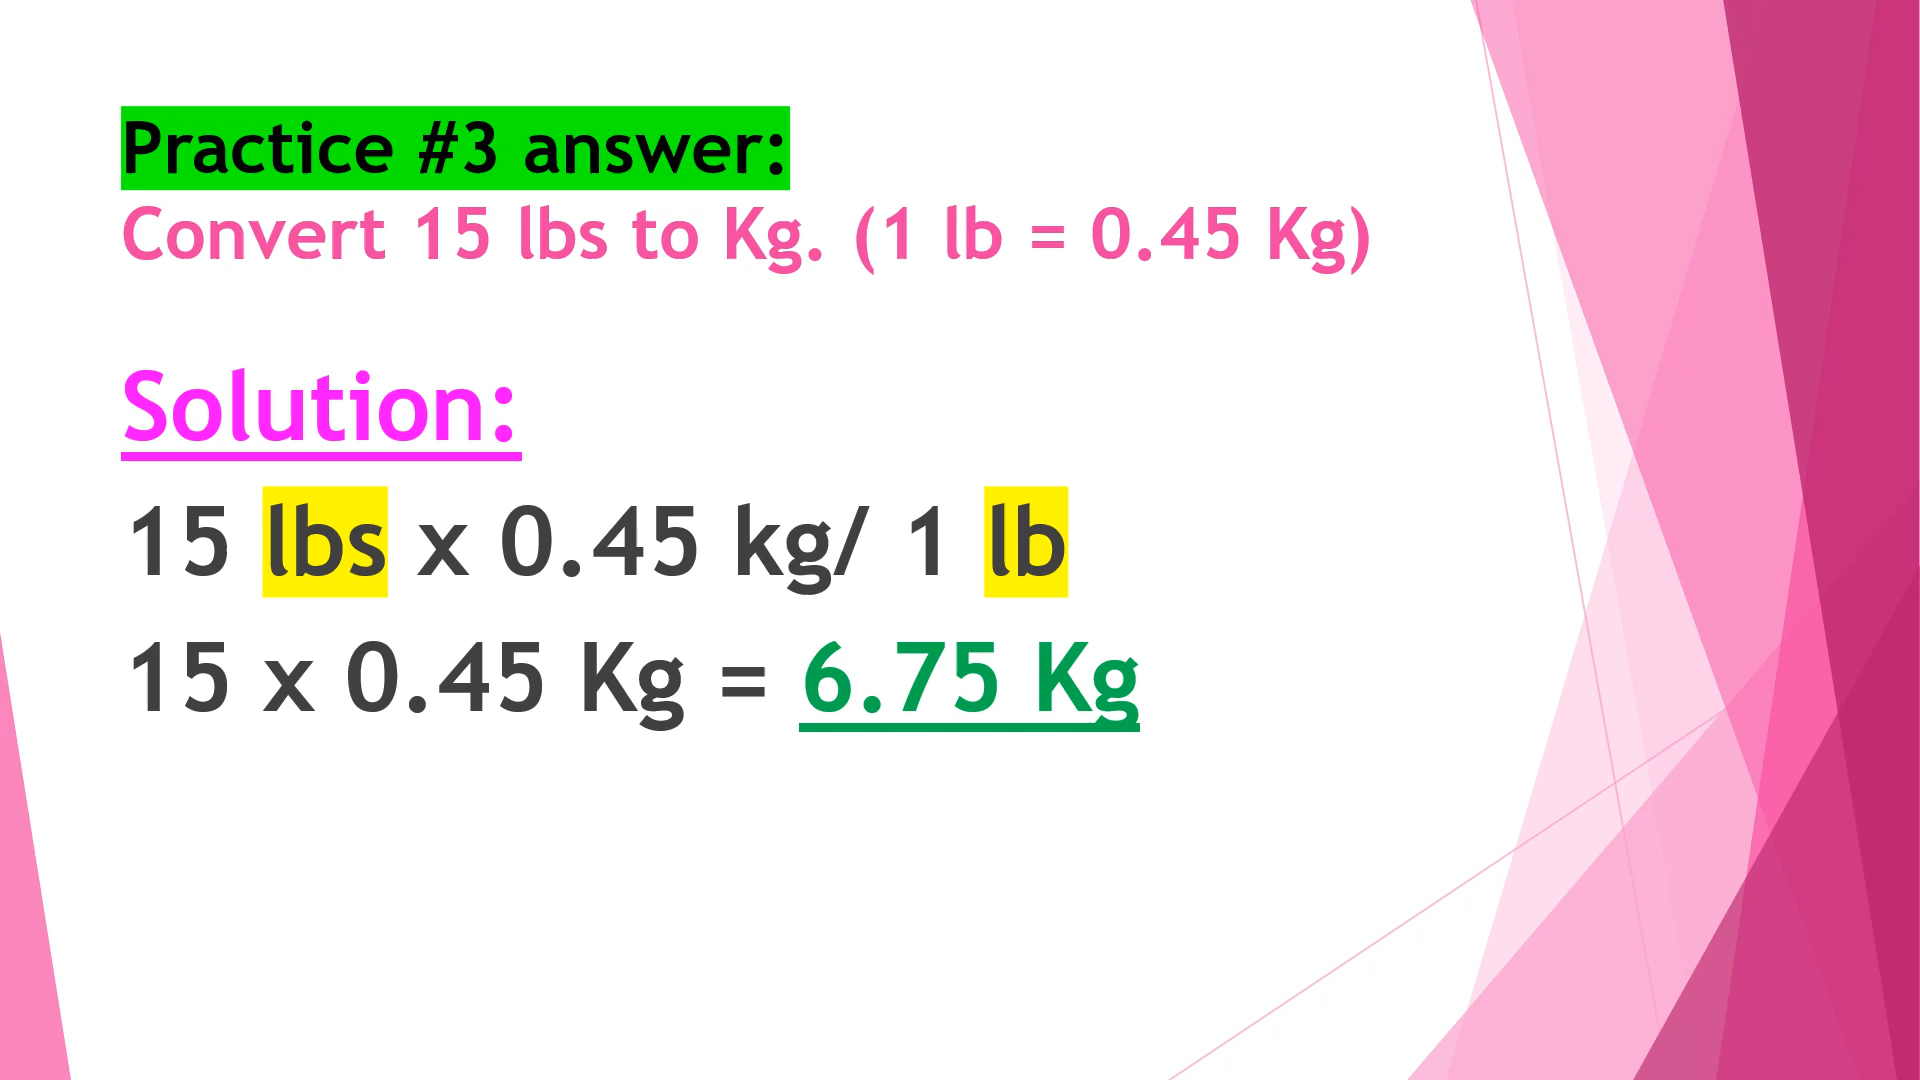 Practice #3 answer:
Convert 15 lbs to Kg. (1 lb = 0.45 Kg)
Solution:
15 lbs x 0.45 kg/ 1 lb
15 x 0.45 Kg = 6.75 Kg